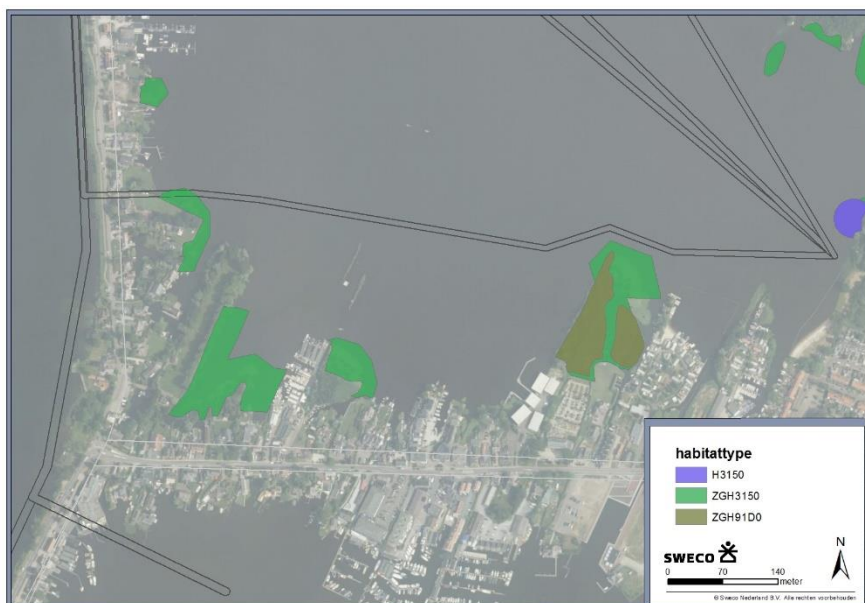 habitattype
H3150
ZGH3150
ZGH91D0
SWECO
N
0 70 140
meter
© Sweco Nederland B.V. Alle rechten voorbehouden